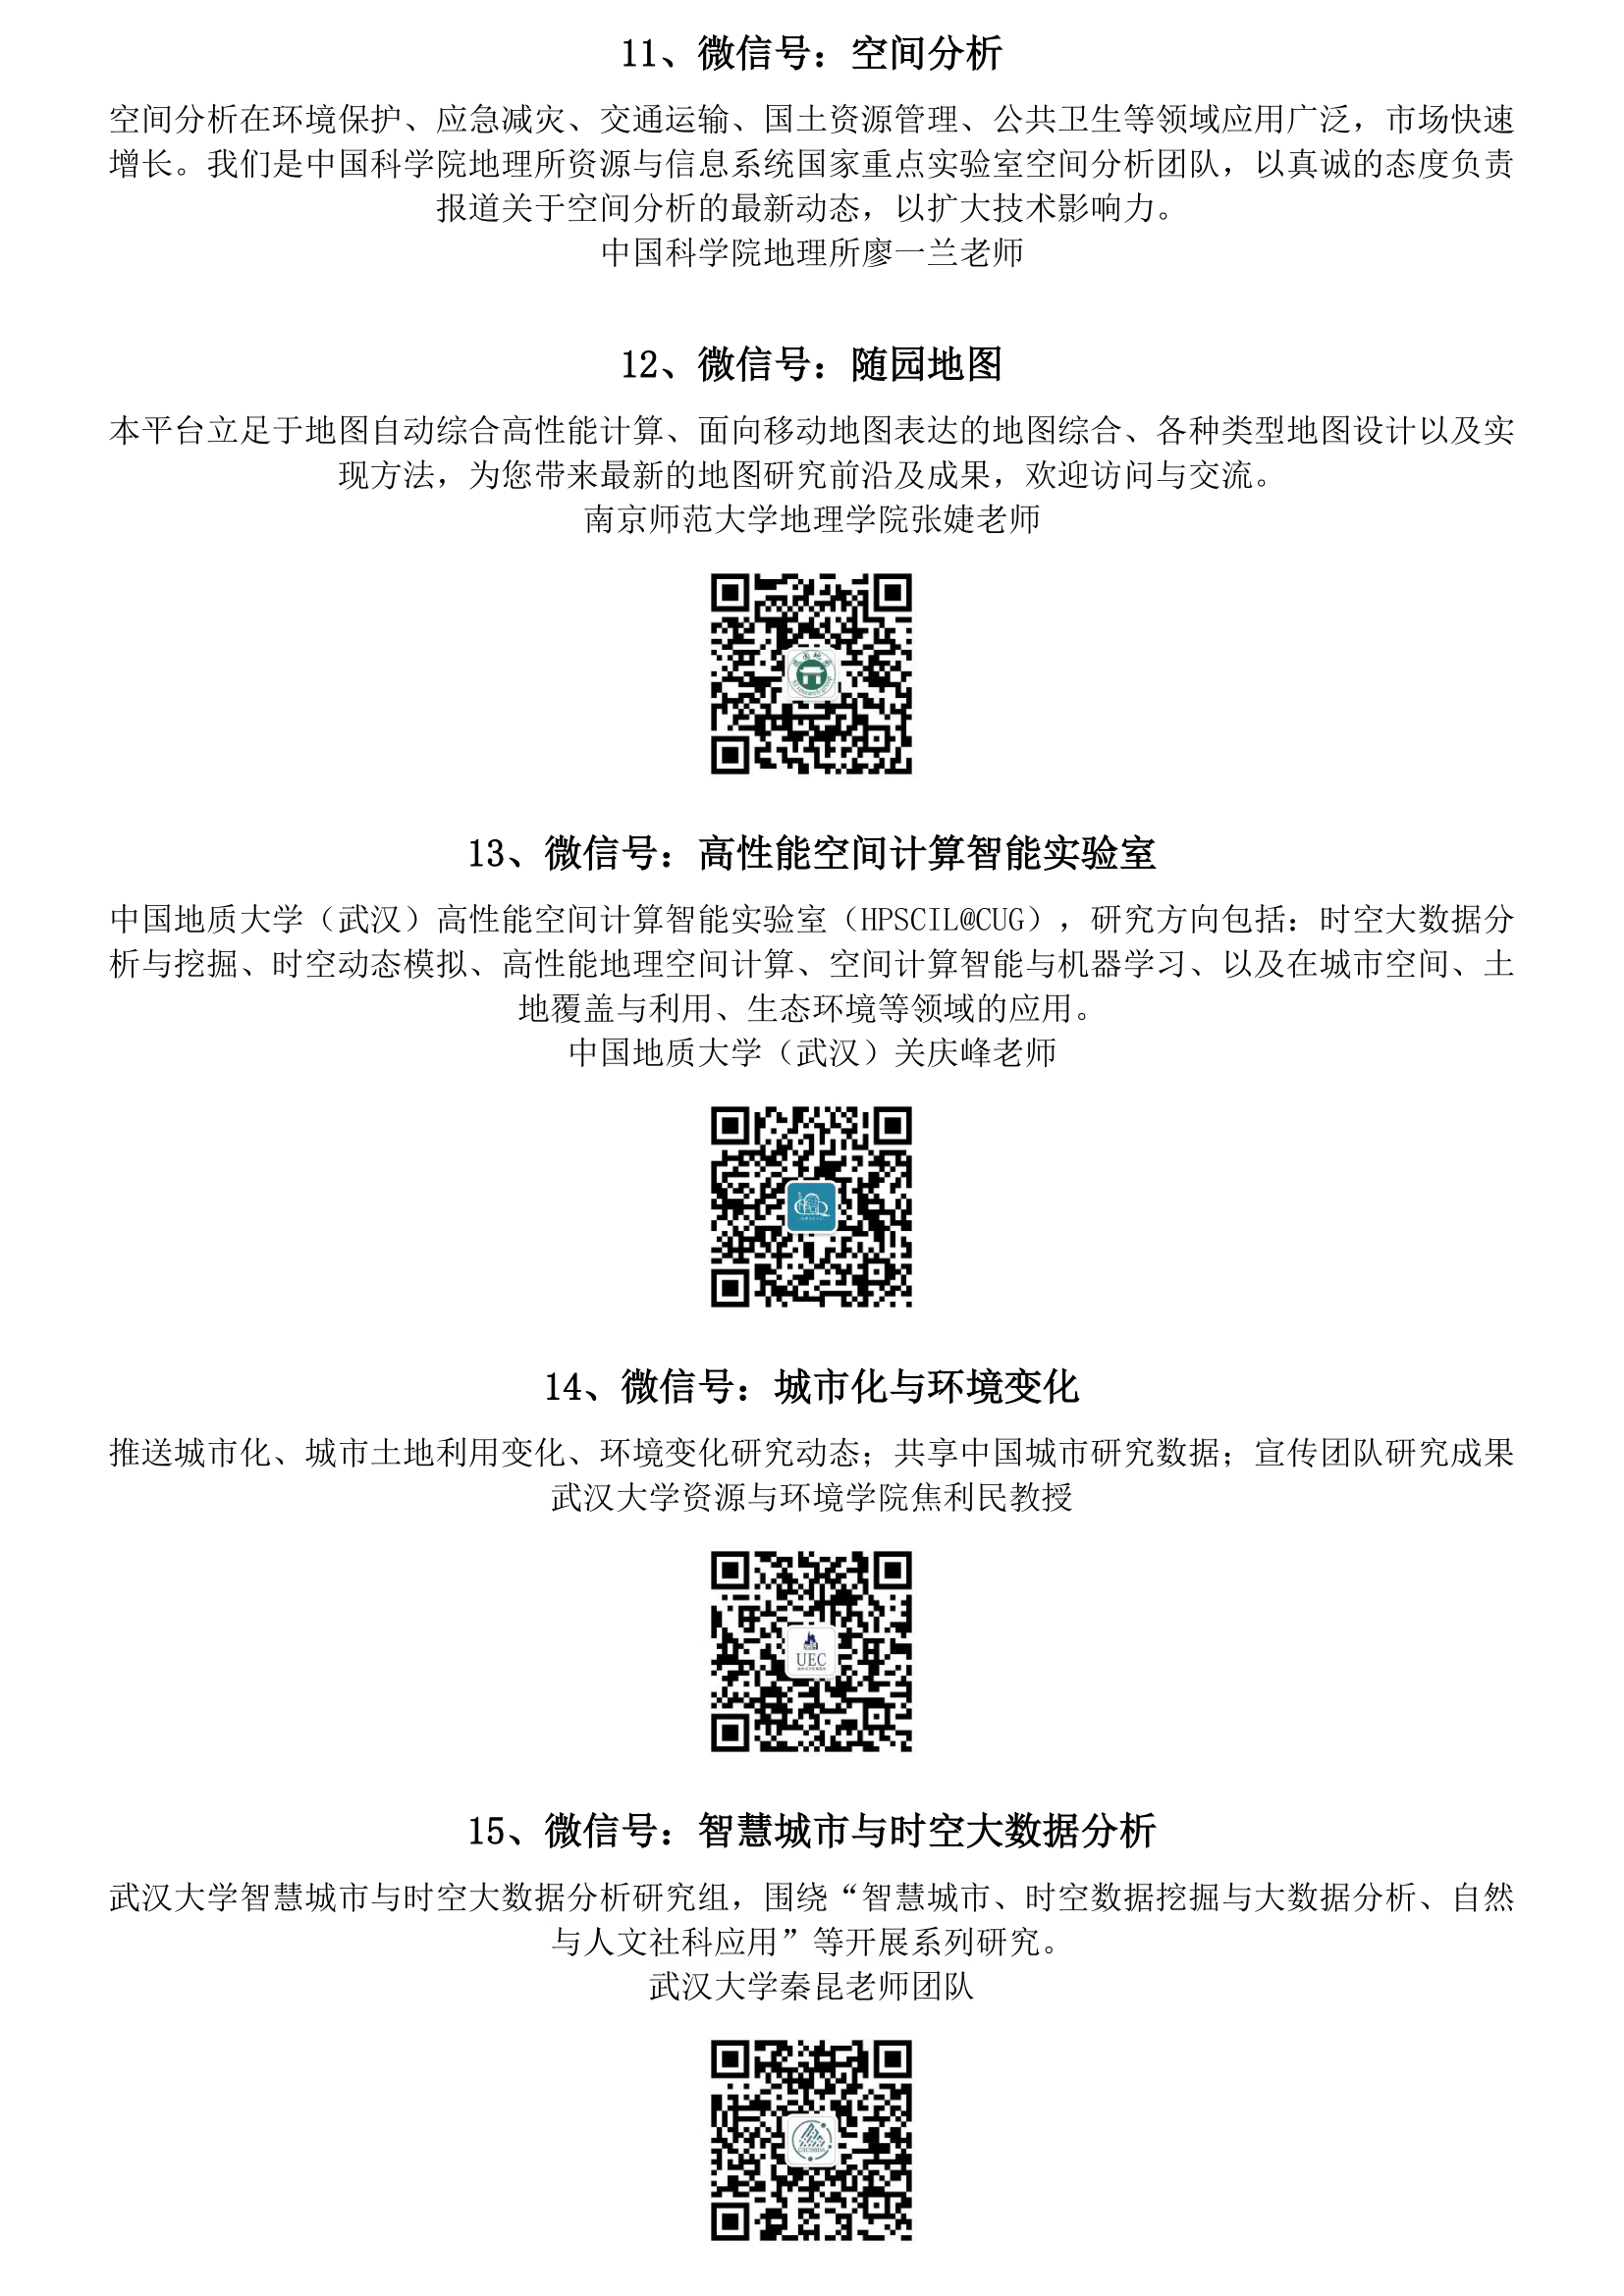 11、微信号：空间分析
空间分析在环境保护、应急减灾、交通运输、国土资源管理、公共卫生等领域应用广泛，市场快速
增长。我们是中国科学院地理所资源与信息系统国家重点实验室空间分析团队，以真诚的态度负责
报道关于空间分析的最新动态，以扩大技术影响力。
中国科学院地理所廖一兰老师
12、微信号：随园地图
本平台立足于地图自动综合高性能计算、面向移动地图表达的地图综合、各种类型地图设计以及实
现方法，为您带来最新的地图研究前沿及成果，欢迎访问与交流。
南京师范大学地理学院张婕老师
13、微信号：高性能空间计算智能实验室
中国地质大学（武汉）高性能空间计算智能实验室（HPSCIL@CUG），研究方向包括：时空大数据分
析与挖掘、时空动态模拟、高性能地理空间计算、空间计算智能与机器学习、以及在城市空间、土
地覆盖与利用、生态环境等领域的应用。
中国地质大学（武汉）关庆峰老师
HPSCIL
14、微信号：城市化与环境变化
推送城市化、城市土地利用变化、环境变化研究动态；共享中国城市研究数据；宣传团队研究成果
武汉大学资源与环境学院焦利民教授
UEC
15、微信号：智慧城市与时空大数据分析
武汉大学智慧城市与时空大数据分析研究组，围绕“智慧城市、时空数据挖掘与大数据分析、自然
与人文社科应用”等开展系列研究。
武汉大学秦昆老师团队